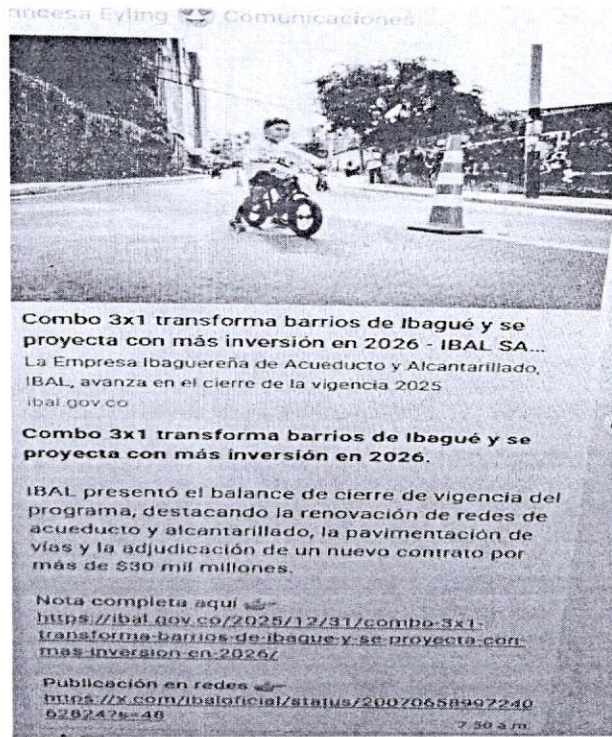 Eyling 😍 Comunicaciones
Combo 3x1 transforma barrios de Ibagué y se
proyecta con más inversión en 2026 - IBAL SA...
La Empresa Ibaguereña de Acueducto y Alcantarillado,
IBAL, avanza en el cierre de la vigencia 2025
ibal.gov.co
Combo 3x1 transforma barrios de Ibagué y se
proyecta con más inversión en 2026.
IBAL presentó el balance de cierre de vigencia del
programa, destacando la renovación de redes de
acueducto y alcantarillado, la pavimentación de
vías y la adjudicación de un nuevo contrato por
más de $30 mil millones.
Nota completa aquí 👉
https://ibal.gov.co/2025/12/31/combo-3x1-
transforma-barrios-de-ibague-y-se-proyecta-con-
mas-inversion-en-2026/
Publicación en redes 👉
https://x.com/ibaloficial/status/20070658997240
62824?s=48
7:50 a.m.